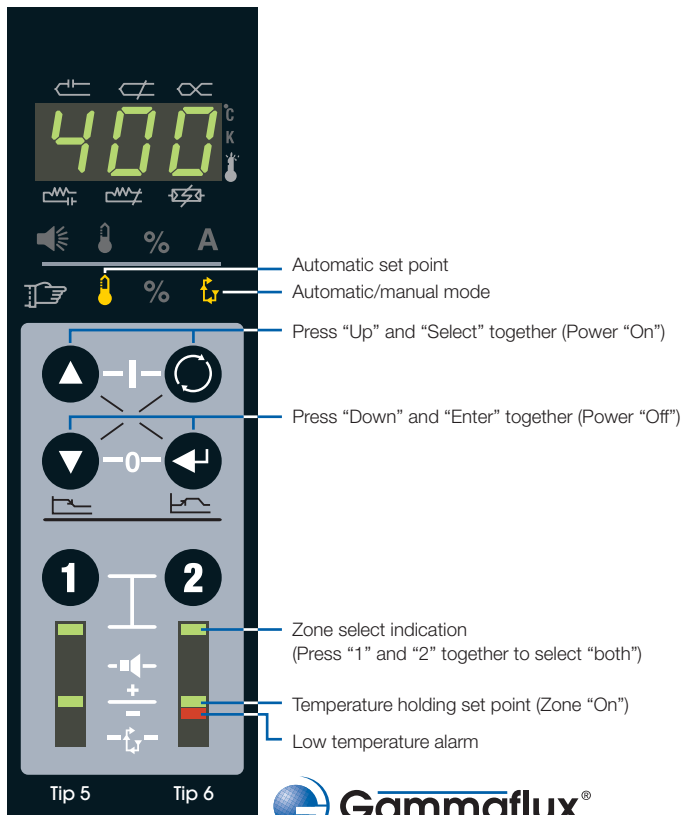 400
°C
K
% A
%
Automatic set point
Automatic/manual mode
Press “Up” and “Select” together (Power “On”)
Press “Down” and “Enter” together (Power “Off”)
0
1 2
Zone select indication
(Press “1” and “2” together to select “both”)
+
Temperature holding set point (Zone “On”)
−
Low temperature alarm
Tip 5 Tip 6
Gammaflux®